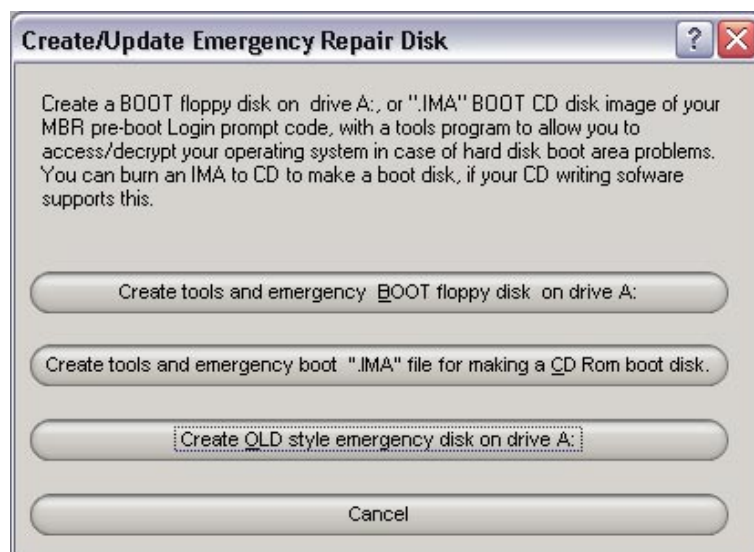 Create/Update Emergency Repair Disk
Create a BOOT floppy disk on drive A:, or ".IMA" BOOT CD disk image of your
MBR pre-boot Login prompt code, with a tools program to allow you to
access/decrypt your operating system in case of hard disk boot area problems.
You can burn an IMA to CD to make a boot disk, if your CD writing sofware
supports this.
Create tools and emergency BOOT floppy disk on drive A:
Create tools and emergency boot ".IMA" file for making a CD Rom boot disk.
Create OLD style emergency disk on drive A:
Cancel